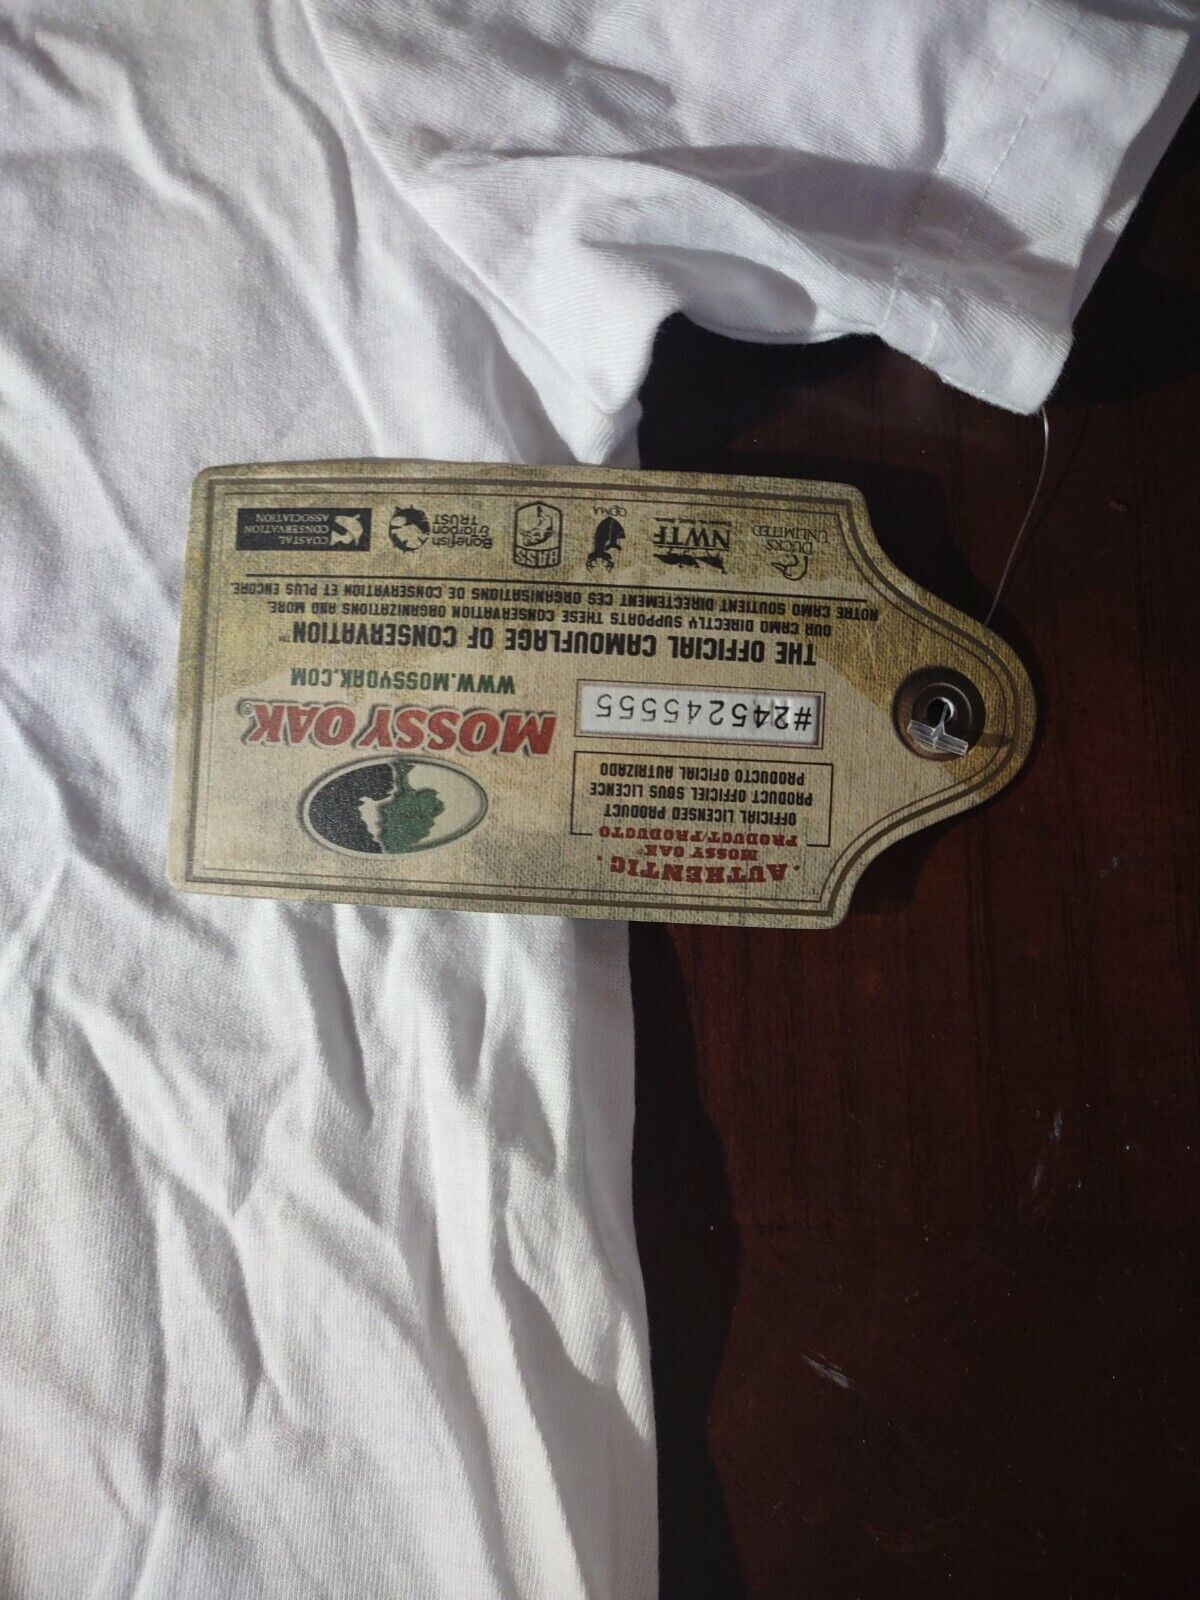 .AUTHENTIC.
MOSSY OAK®
PRODUCT/PRODUCTO
OFFICIAL LICENSED PRODUCT
PRODUCT OFFICIEL SOUS LICENCE
PRODUCTO OFICIAL AUTRIZADO
#245245555
MOSSY OAK®
WWW.MOSSYOAK.COM
THE OFFICIAL CAMOUFLAGE OF CONSERVATION™
OUR CAMO DIRECTLY SUPPORTS THESE CONSERVATION ORGANIZATIONS AND MORE.
NOTRE CAMO SOUTIENT DIRECTEMENT CES ORGANISATIONS DE CONSERVATION ET PLUS ENCORE.
DUCKS
UNLIMITED
NWTF
QDMA
BASS
Bonefish
& Tarpon
TRUST
COASTAL
CONSERVATION
ASSOCIATION